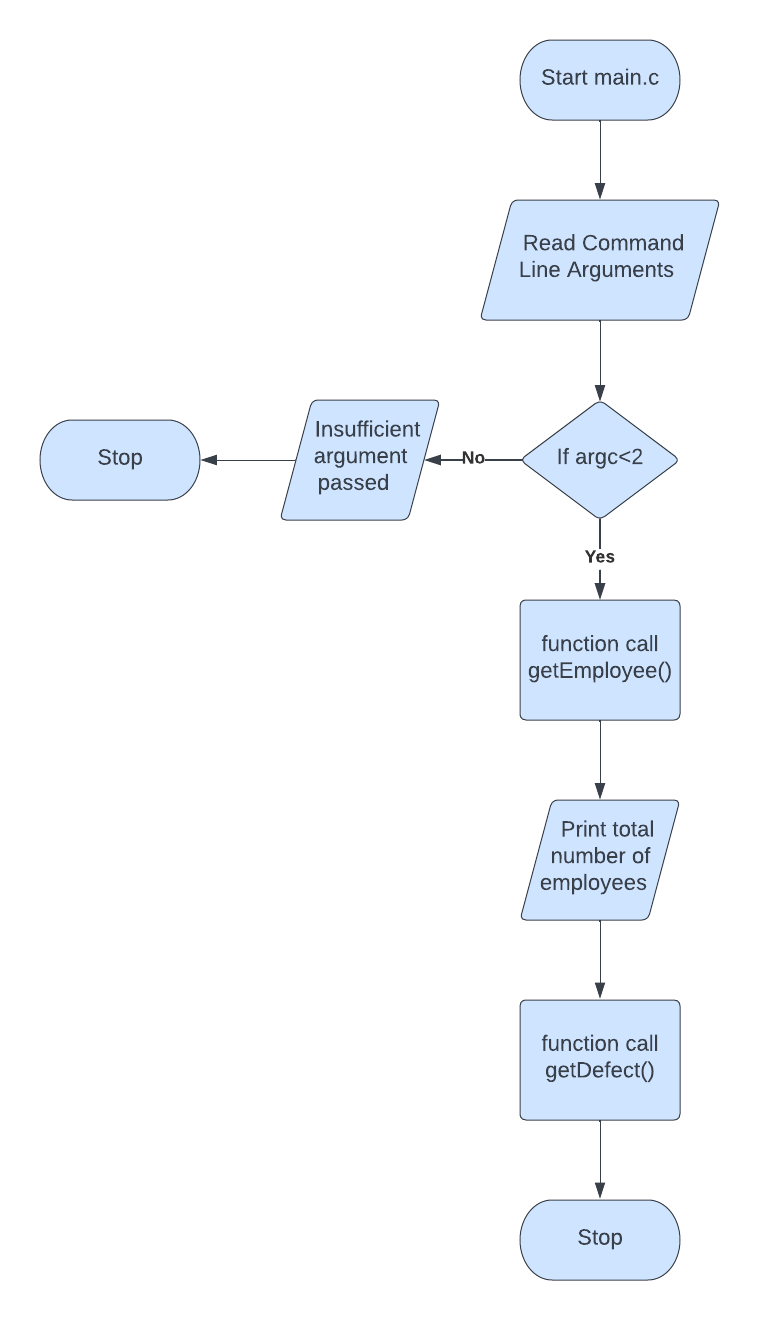 Start main.c
Read Command
Line Arguments
If argc<2
No
Insufficient
argument
passed
Stop
Yes
function call
getEmployee()
Print total
number of
employees
function call
getDefect()
Stop